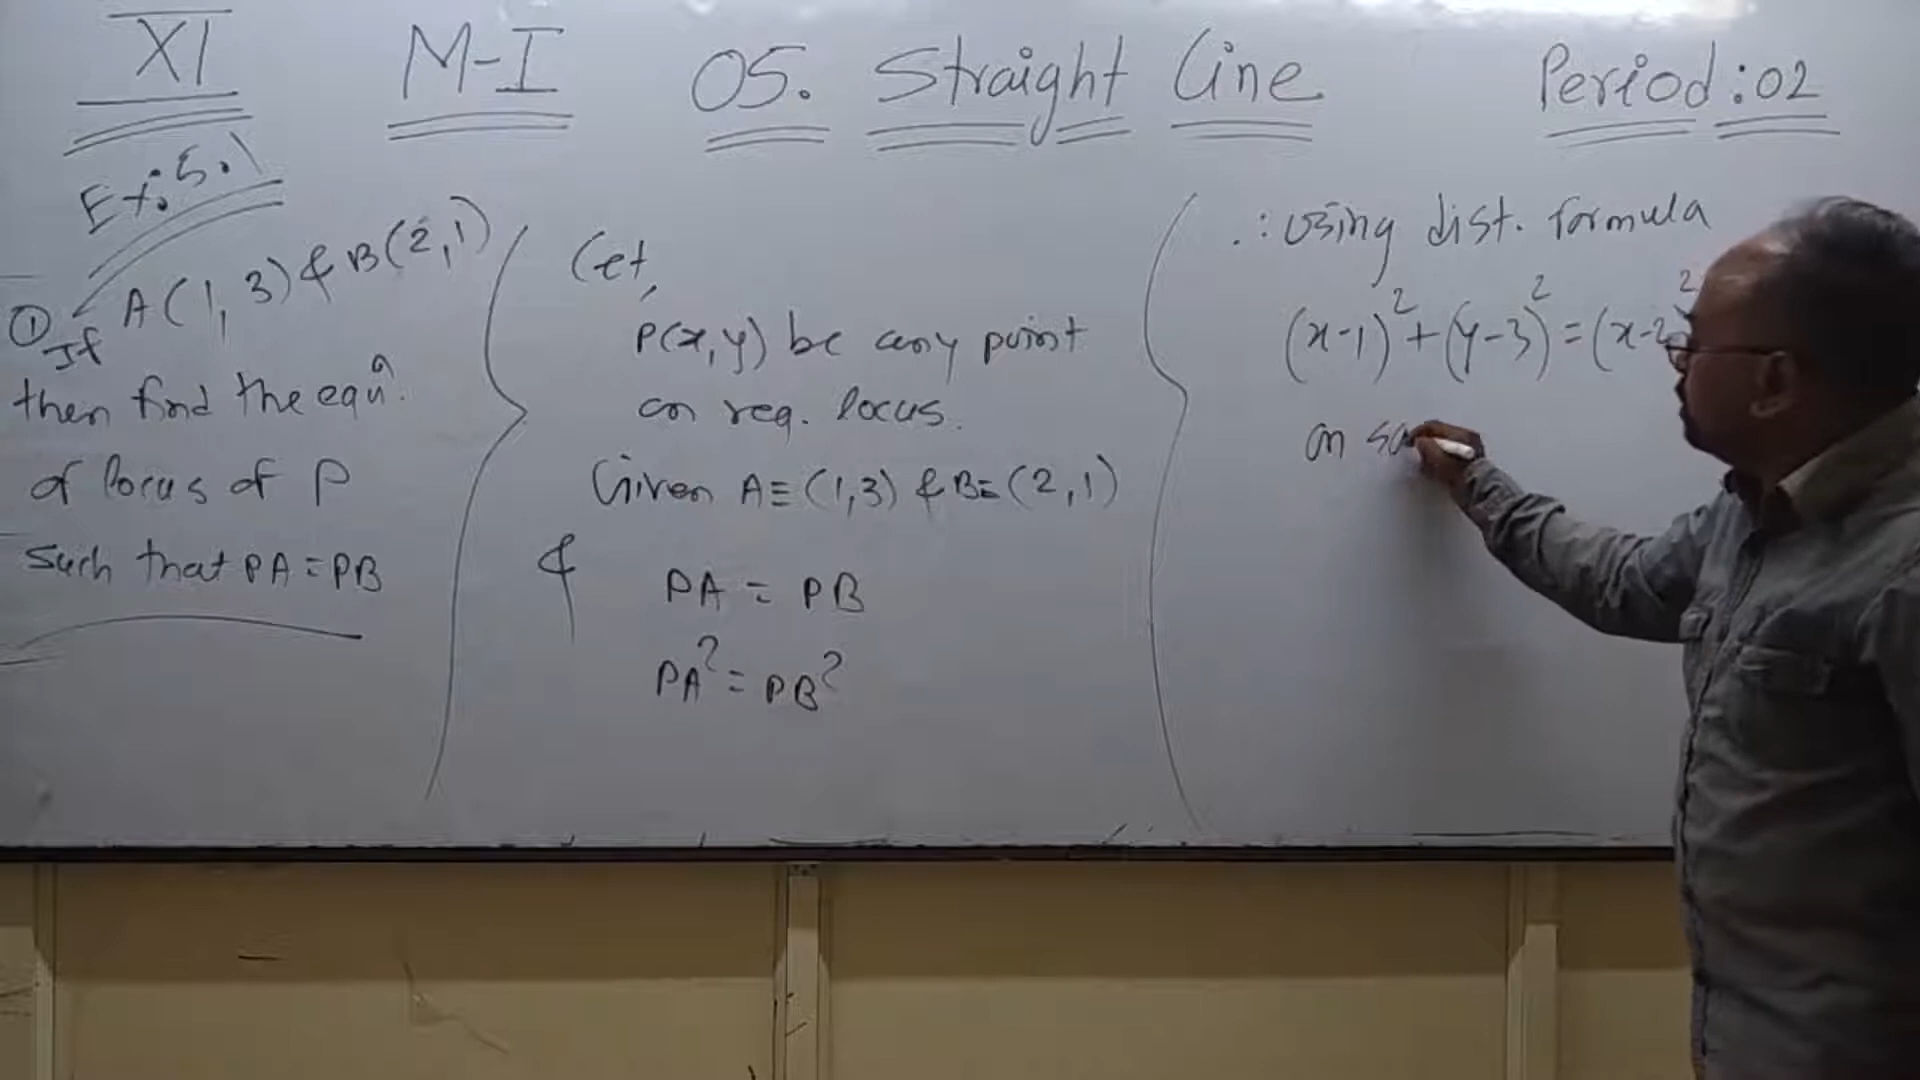 XI M-I 05. Straight Line Period:02
Ex:5.1
① If A(1,3) & B(2,1)
then find the equⁿ.
of locus of P
such that PA=PB
Let,
P(x,y) be any point
on req. locus.
Given A≡(1,3) & B≡(2,1)
& PA = PB
PA²=PB²
∴ Using dist. formula
(x-1)²+(y-3)²=(x-2)²
on so